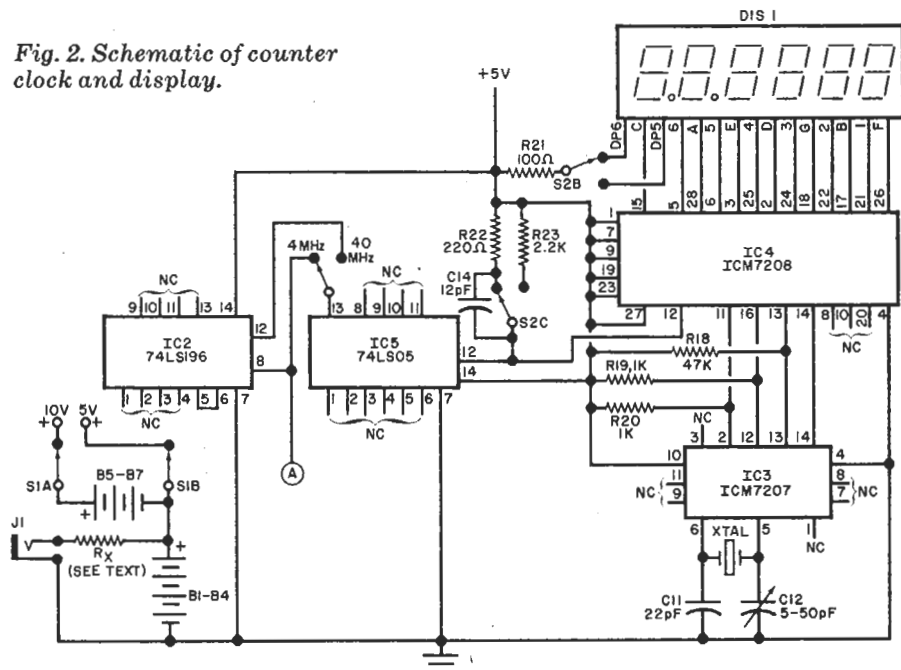 DIS 1
Fig. 2. Schematic of counter
clock and display.
+5V
R21
100Ω
S2B
DP6
C
DP5
6
A
5
E
4
D
3
G
2
B
1
F
15
5
28
6
3
25
2
24
18
22
17
21
26
1
7
9
19
23
27
IC4
ICM7208
12
11
16
13
14
8
10
20
4
NC
R22
220Ω
R23
2.2K
C14
12pF
S2C
4MHz
40
MHz
NC
9
10
11
13
14
IC2
74LS196
12
8
1
2
3
4
5
6
7
NC
13
NC
8
9
10
11
IC5
74LS05
12
14
1
2
3
4
5
6
7
NC
R18
47K
R19,1K
R20
1K
NC
3
2
12
13
14
10
11
9
NC
IC3
ICM7207
4
8
7
NC
6
5
1
NC
XTAL
C11
22pF
C12
5-50pF
A
10V
+
5V
+
S1A
B5-B7
+
S1B
J1
RX
(SEE TEXT)
+
B1-B4